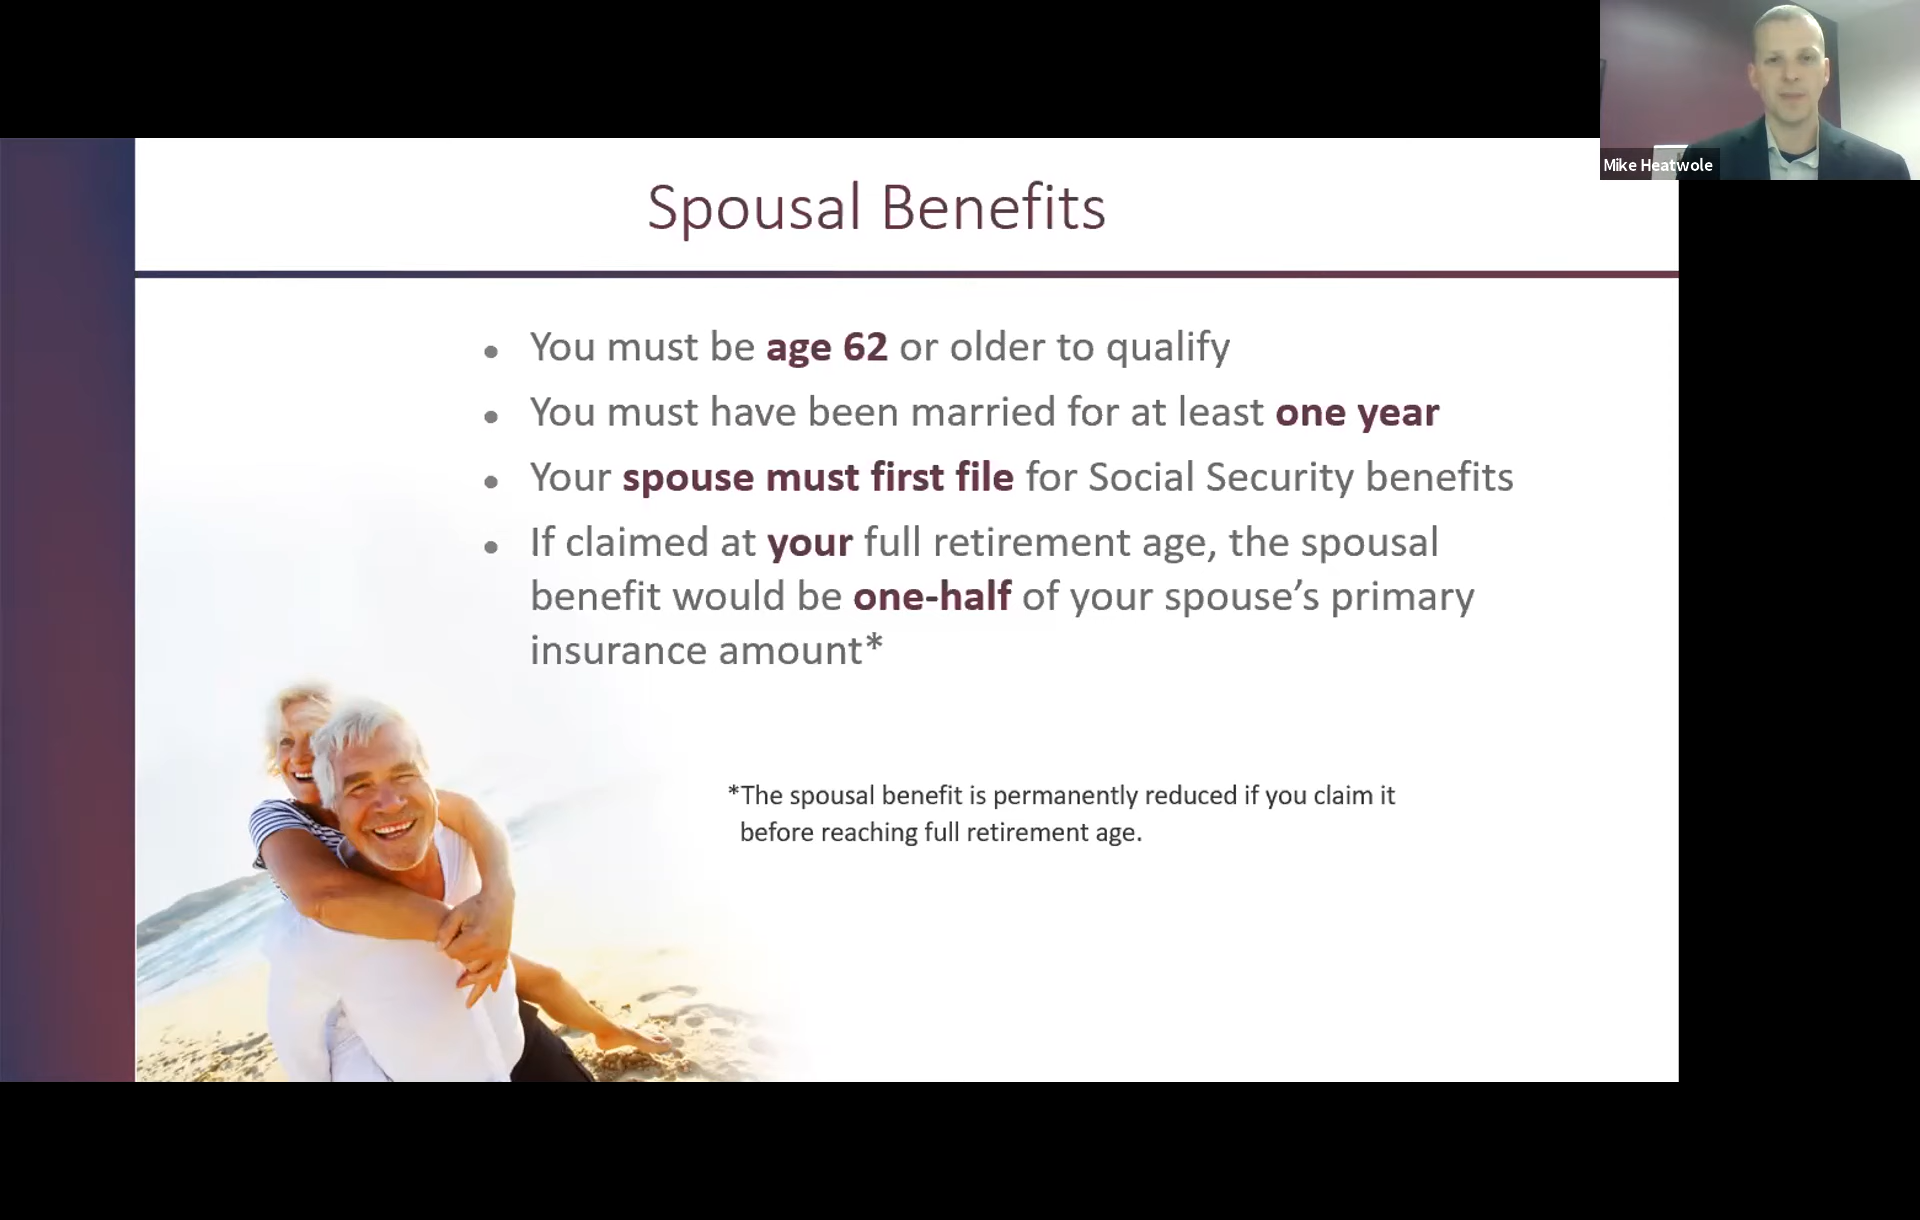 Mike Heatwole
Spousal Benefits
• You must be age 62 or older to qualify
• You must have been married for at least one year
• Your spouse must first file for Social Security benefits
• If claimed at your full retirement age, the spousal
benefit would be one-half of your spouse’s primary
insurance amount*
*The spousal benefit is permanently reduced if you claim it
before reaching full retirement age.